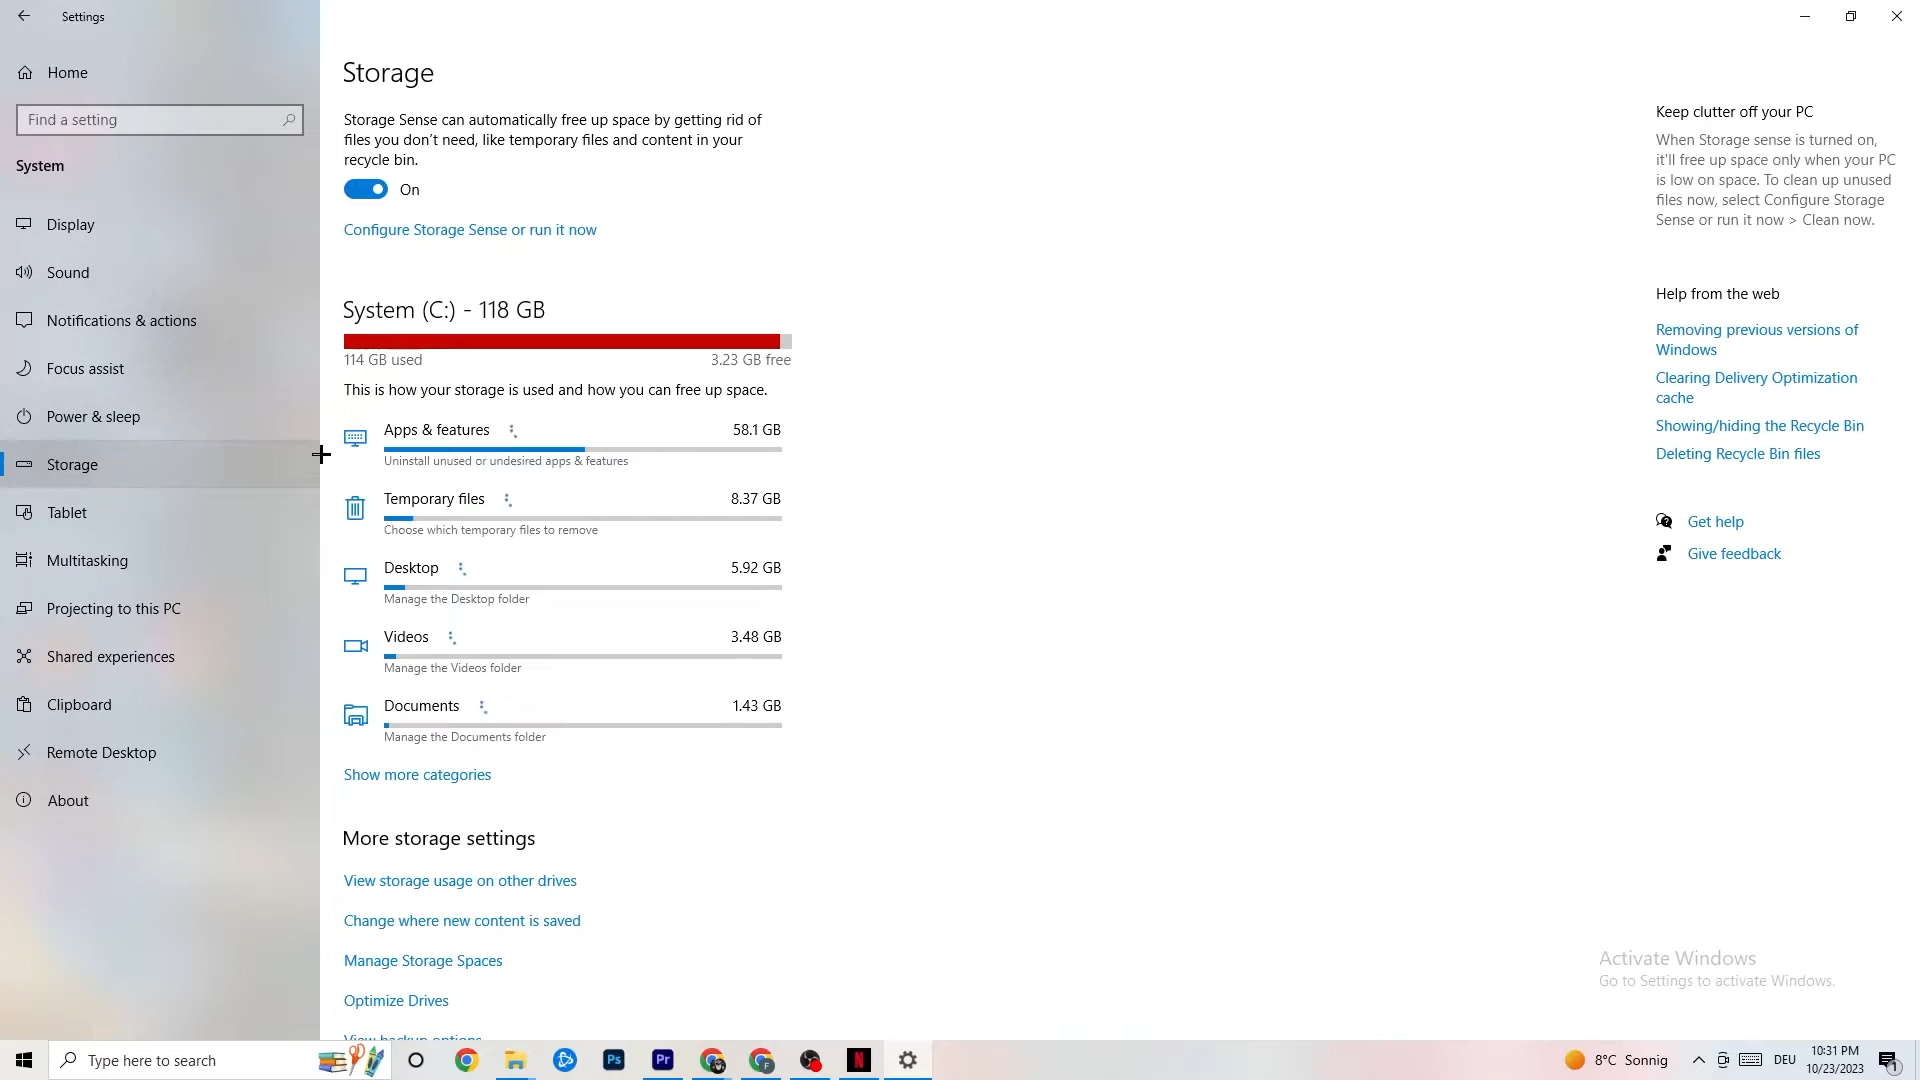 Settings
Home
Find a setting
System
Display
Sound
Notifications & actions
Focus assist
Power & sleep
Storage
Tablet
Multitasking
Projecting to this PC
Shared experiences
Clipboard
Remote Desktop
About
Storage
Storage Sense can automatically free up space by getting rid of
files you don't need, like temporary files and content in your
recycle bin.
On
Configure Storage Sense or run it now
System (C:) - 118 GB
114 GB used 3.23 GB free
This is how your storage is used and how you can free up space.
Apps & features 58.1 GB
Uninstall unused or undesired apps & features
Temporary files 8.37 GB
Choose which temporary files to remove
Desktop 5.92 GB
Manage the Desktop folder
Videos 3.48 GB
Manage the Videos folder
Documents 1.43 GB
Manage the Documents folder
Show more categories
More storage settings
View storage usage on other drives
Change where new content is saved
Manage Storage Spaces
Optimize Drives
View backup options
Keep clutter off your PC
When Storage sense is turned on,
it'll free up space only when your PC
is low on space. To clean up unused
files now, select Configure Storage
Sense or run it now > Clean now.
Help from the web
Removing previous versions of
Windows
Clearing Delivery Optimization
cache
Showing/hiding the Recycle Bin
Deleting Recycle Bin files
Get help
Give feedback
Activate Windows
Go to Settings to activate Windows.
Type here to search
Ps
Pr
F
N
8°C Sonnig
DEU
10:31 PM
10/23/2023
1